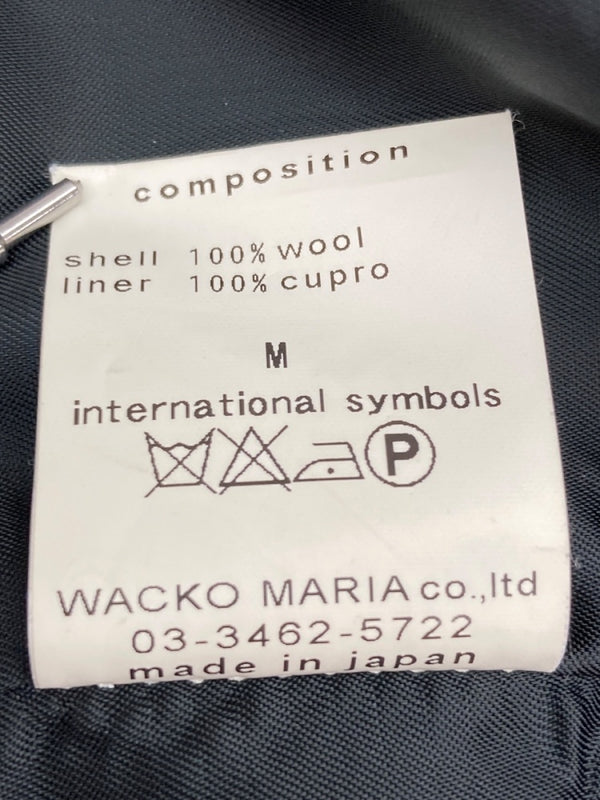 composition
shell 100% wool
liner 100% cupro
M
international symbols
P
WACKO MARIA co.,ltd
03-3462-5722
made in japan